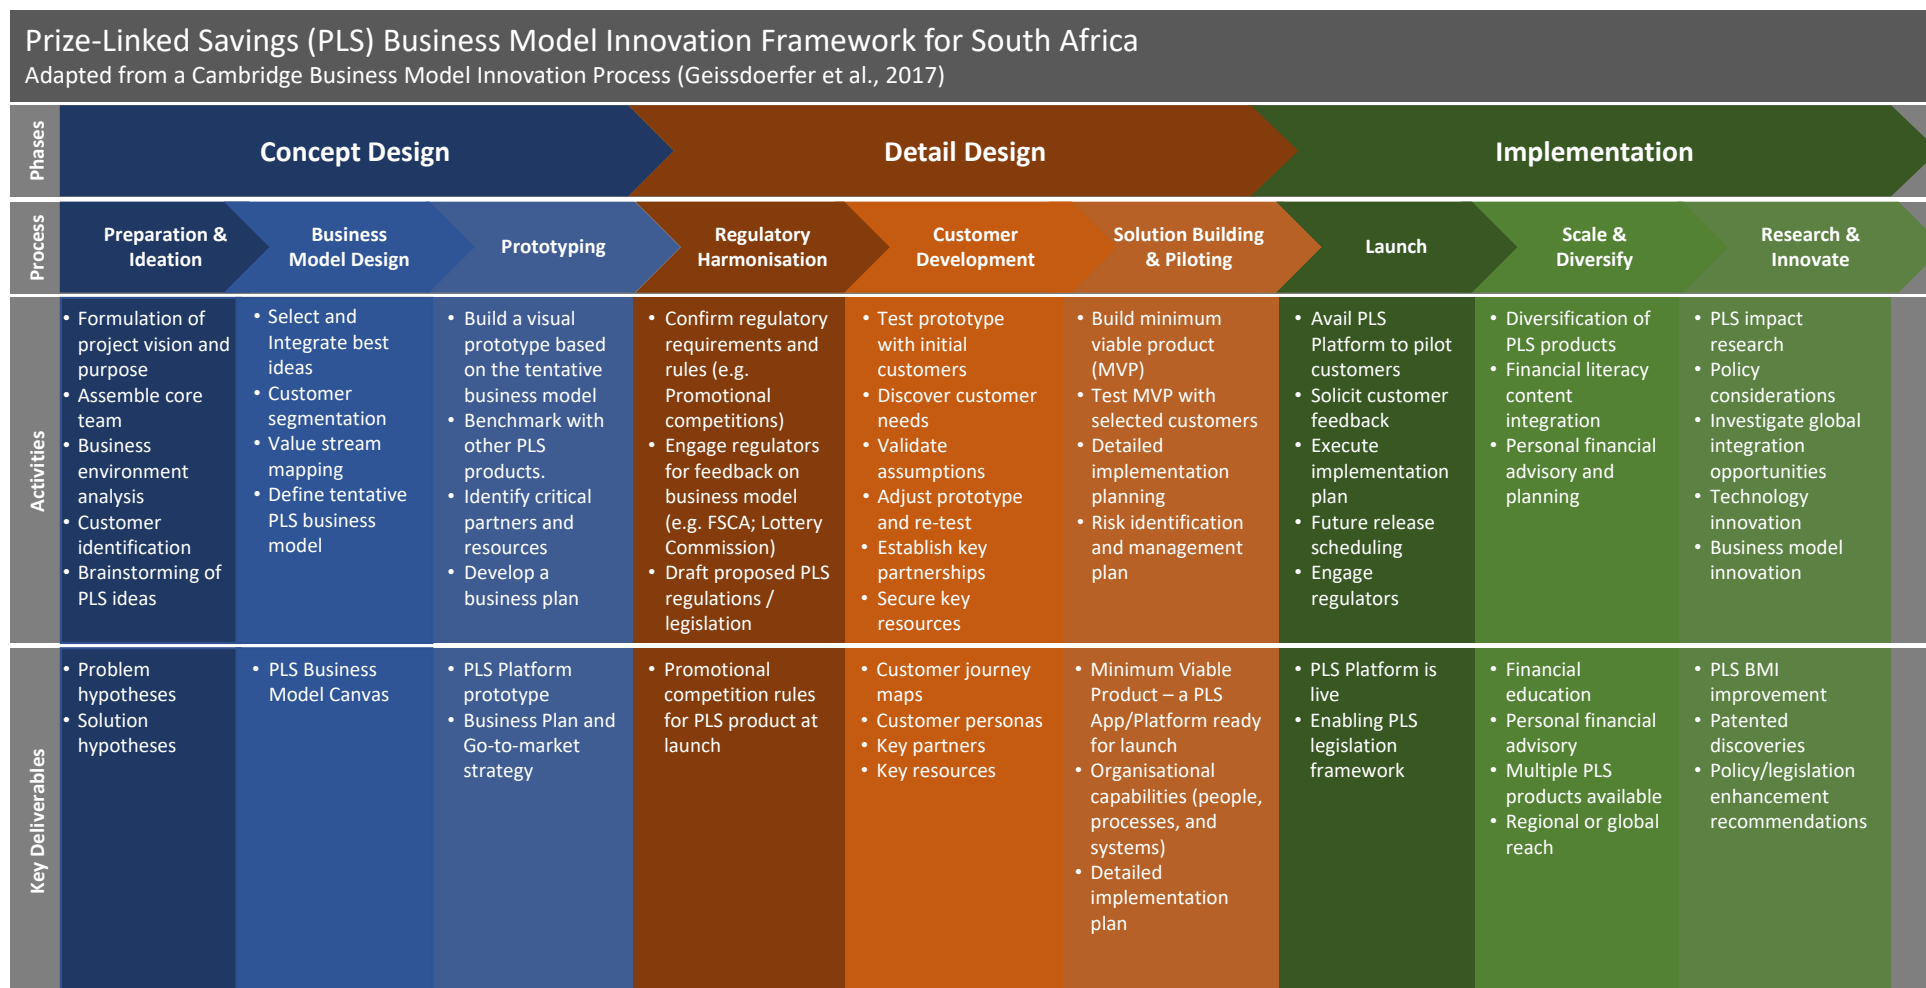 Prize-Linked Savings (PLS) Business Model Innovation Framework for South Africa
Adapted from a Cambridge Business Model Innovation Process (Geissdoerfer et al., 2017)
Phases
Concept Design
Detail Design
Implementation
Process
Preparation &
Ideation
Business
Model Design
Prototyping
Regulatory
Harmonisation
Customer
Development
Solution Building
& Piloting
Launch
Scale &
Diversify
Research &
Innovate
Activities
• Formulation of
project vision and
purpose
• Assemble core
team
• Business
environment
analysis
• Customer
identification
• Brainstorming of
PLS ideas
• Select and
Integrate best
ideas
• Customer
segmentation
• Value stream
mapping
• Define tentative
PLS business
model
• Build a visual
prototype based
on the tentative
business model
• Benchmark with
other PLS
products.
• Identify critical
partners and
resources
• Develop a
business plan
• Confirm regulatory
requirements and
rules (e.g.
Promotional
competitions)
• Engage regulators
for feedback on
business model
(e.g. FSCA; Lottery
Commission)
• Draft proposed PLS
regulations /
legislation
• Test prototype
with initial
customers
• Discover customer
needs
• Validate
assumptions
• Adjust prototype
and re-test
• Establish key
partnerships
• Secure key
resources
• Build minimum
viable product
(MVP)
• Test MVP with
selected customers
• Detailed
implementation
planning
• Risk identification
and management
plan
• Avail PLS
Platform to pilot
customers
• Solicit customer
feedback
• Execute
implementation
plan
• Future release
scheduling
• Engage
regulators
• Diversification of
PLS products
• Financial literacy
content
integration
• Personal financial
advisory and
planning
• PLS impact
research
• Policy
considerations
• Investigate global
integration
opportunities
• Technology
innovation
• Business model
innovation
Key Deliverables
• Problem
hypotheses
• Solution
hypotheses
• PLS Business
Model Canvas
• PLS Platform
prototype
• Business Plan and
Go-to-market
strategy
• Promotional
competition rules
for PLS product at
launch
• Customer journey
maps
• Customer personas
• Key partners
• Key resources
• Minimum Viable
Product – a PLS
App/Platform ready
for launch
• Organisational
capabilities (people,
processes, and
systems)
• Detailed
implementation
plan
• PLS Platform is
live
• Enabling PLS
legislation
framework
• Financial
education
• Personal financial
advisory
• Multiple PLS
products available
• Regional or global
reach
• PLS BMI
improvement
• Patented
discoveries
• Policy/legislation
enhancement
recommendations